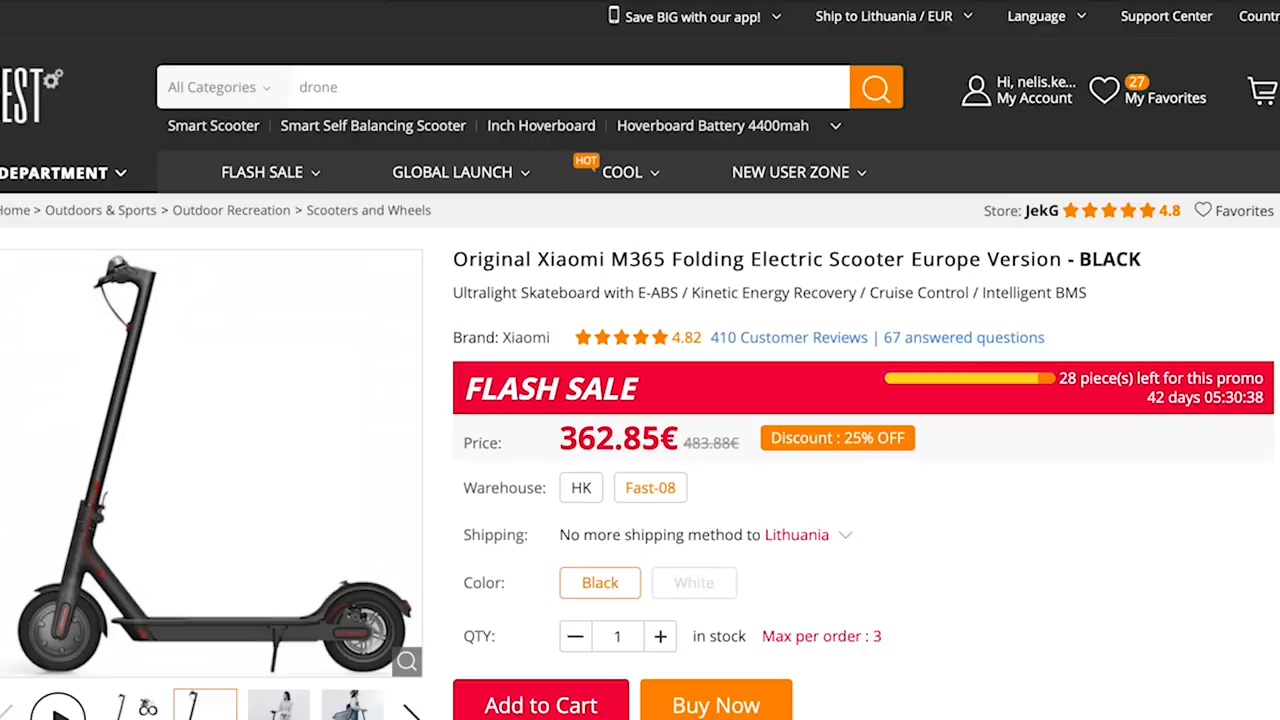 Save BIG with our app! Ship to Lithuania / EUR Language Support Center Countr
EST
All Categories drone
Hi, nelis.ke... 27
My Account My Favorites
Smart Scooter Smart Self Balancing Scooter Inch Hoverboard Hoverboard Battery 4400mah
DEPARTMENT FLASH SALE GLOBAL LAUNCH HOT COOL NEW USER ZONE
Home > Outdoors & Sports > Outdoor Recreation > Scooters and Wheels Store: JekG 4.8 Favorites
Original Xiaomi M365 Folding Electric Scooter Europe Version - BLACK
Ultralight Skateboard with E-ABS / Kinetic Energy Recovery / Cruise Control / Intelligent BMS
Brand: Xiaomi 4.82 410 Customer Reviews | 67 answered questions
FLASH SALE 28 piece(s) left for this promo
42 days 05:30:38
Price: 362.85€ 483.88€ Discount : 25% OFF
Warehouse: HK Fast-08
Shipping: No more shipping method to Lithuania
Color: Black White
QTY: — 1 + in stock Max per order : 3
Add to Cart Buy Now